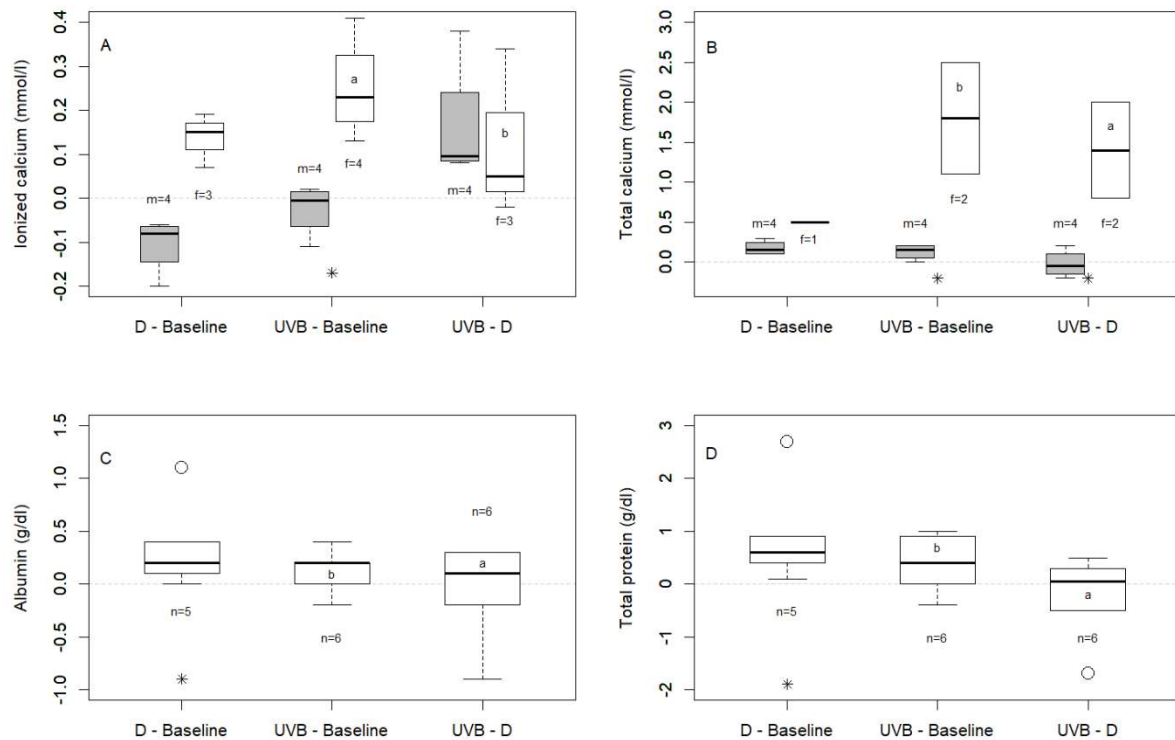 A
Ionized calcium (mmol/l)
0.4
0.3
0.2
0.1
0.0
-0.1
-0.2
m=4
f=3
m=4
a
f=4
*
m=4
b
f=3
D - Baseline
UVB - Baseline
UVB - D
B
Total calcium (mmol/l)
3.0
2.5
2.0
1.5
1.0
0.5
0.0
m=4
f=1
m=4
b
f=2
*
m=4
a
f=2
*
D - Baseline
UVB - Baseline
UVB - D
C
Albumin (g/dl)
1.5
1.0
0.5
0.0
-0.5
-1.0
n=5
*
b
n=6
n=6
a
D - Baseline
UVB - Baseline
UVB - D
D
Total protein (g/dl)
3
2
1
0
-1
-2
n=5
*
b
n=6
a
n=6
D - Baseline
UVB - Baseline
UVB - D